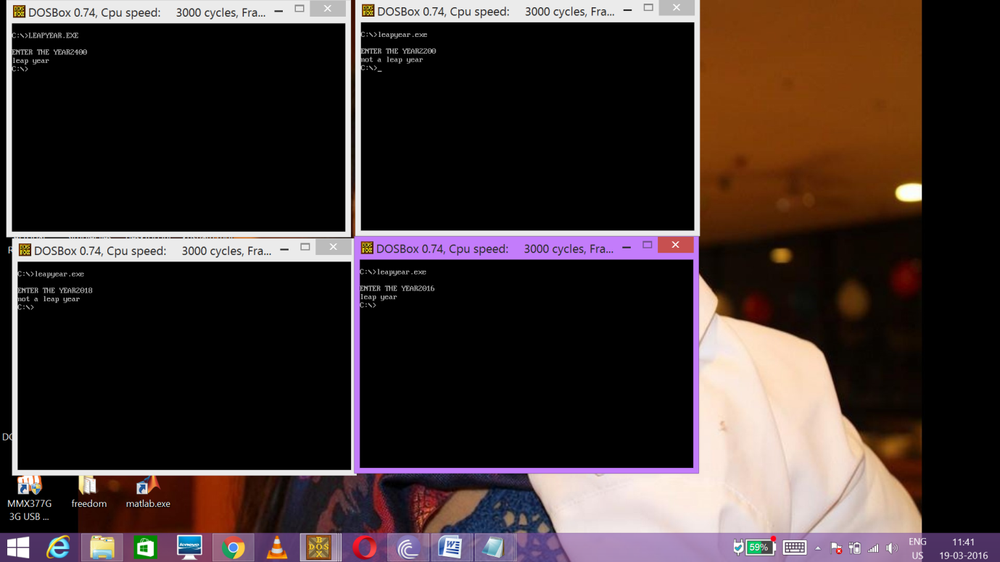 DOSBox 0.74, Cpu speed: 3000 cycles, Fra...
C:\>LEAPYEAR.EXE
ENTER THE YEAR2400
leap year
C:\>
DOSBox 0.74, Cpu speed: 3000 cycles, Fra...
C:\>leapyear.exe
ENTER THE YEAR2200
not a leap year
C:\>_
DOSBox 0.74, Cpu speed: 3000 cycles, Fra...
C:\>leapyear.exe
ENTER THE YEAR2018
not a leap year
C:\>
DOSBox 0.74, Cpu speed: 3000 cycles, Fra...
C:\>leapyear.exe
ENTER THE YEAR2016
leap year
C:\>
MMX377G
3G USB ...
freedom
matlab.exe
lenovo
59%
ENG
US
11:41
19-03-2016